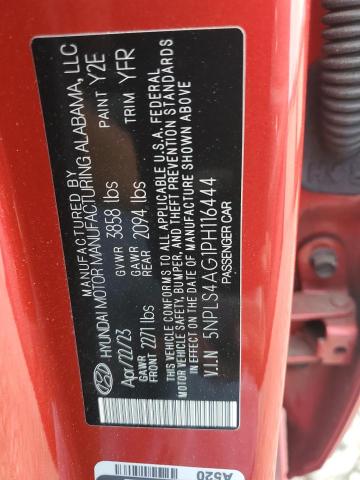 MANUFACTURED BY
HYUNDAI MOTOR MANUFACTURING ALABAMA, LLC
Apr/22/23 GVWR 3858 lbs PAINT Y2E
GAWR FRONT 2271 lbs GAWR REAR 2094 lbs TRIM YFR
THIS VEHICLE CONFORMS TO ALL APPLICABLE U.S.A. FEDERAL
MOTOR VEHICLE SAFETY, BUMPER, AND THEFT PREVENTION STANDARDS
IN EFFECT ON THE DATE OF MANUFACTURE SHOWN ABOVE
V.I.N 5NPLS4AG1PH116444
PASSENGER CAR
A520